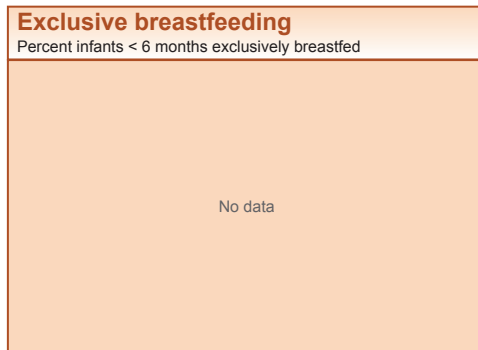 Exclusive breastfeeding
Percent infants < 6 months exclusively breastfed
No data